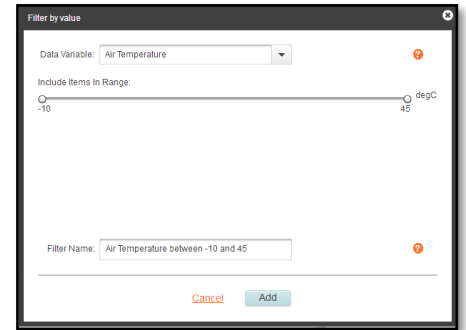 Filter by value
Data Variable: Air Temperature
Include Items In Range:
degC
-10 45
Filter Name: Air Temperature between -10 and 45
Cancel Add